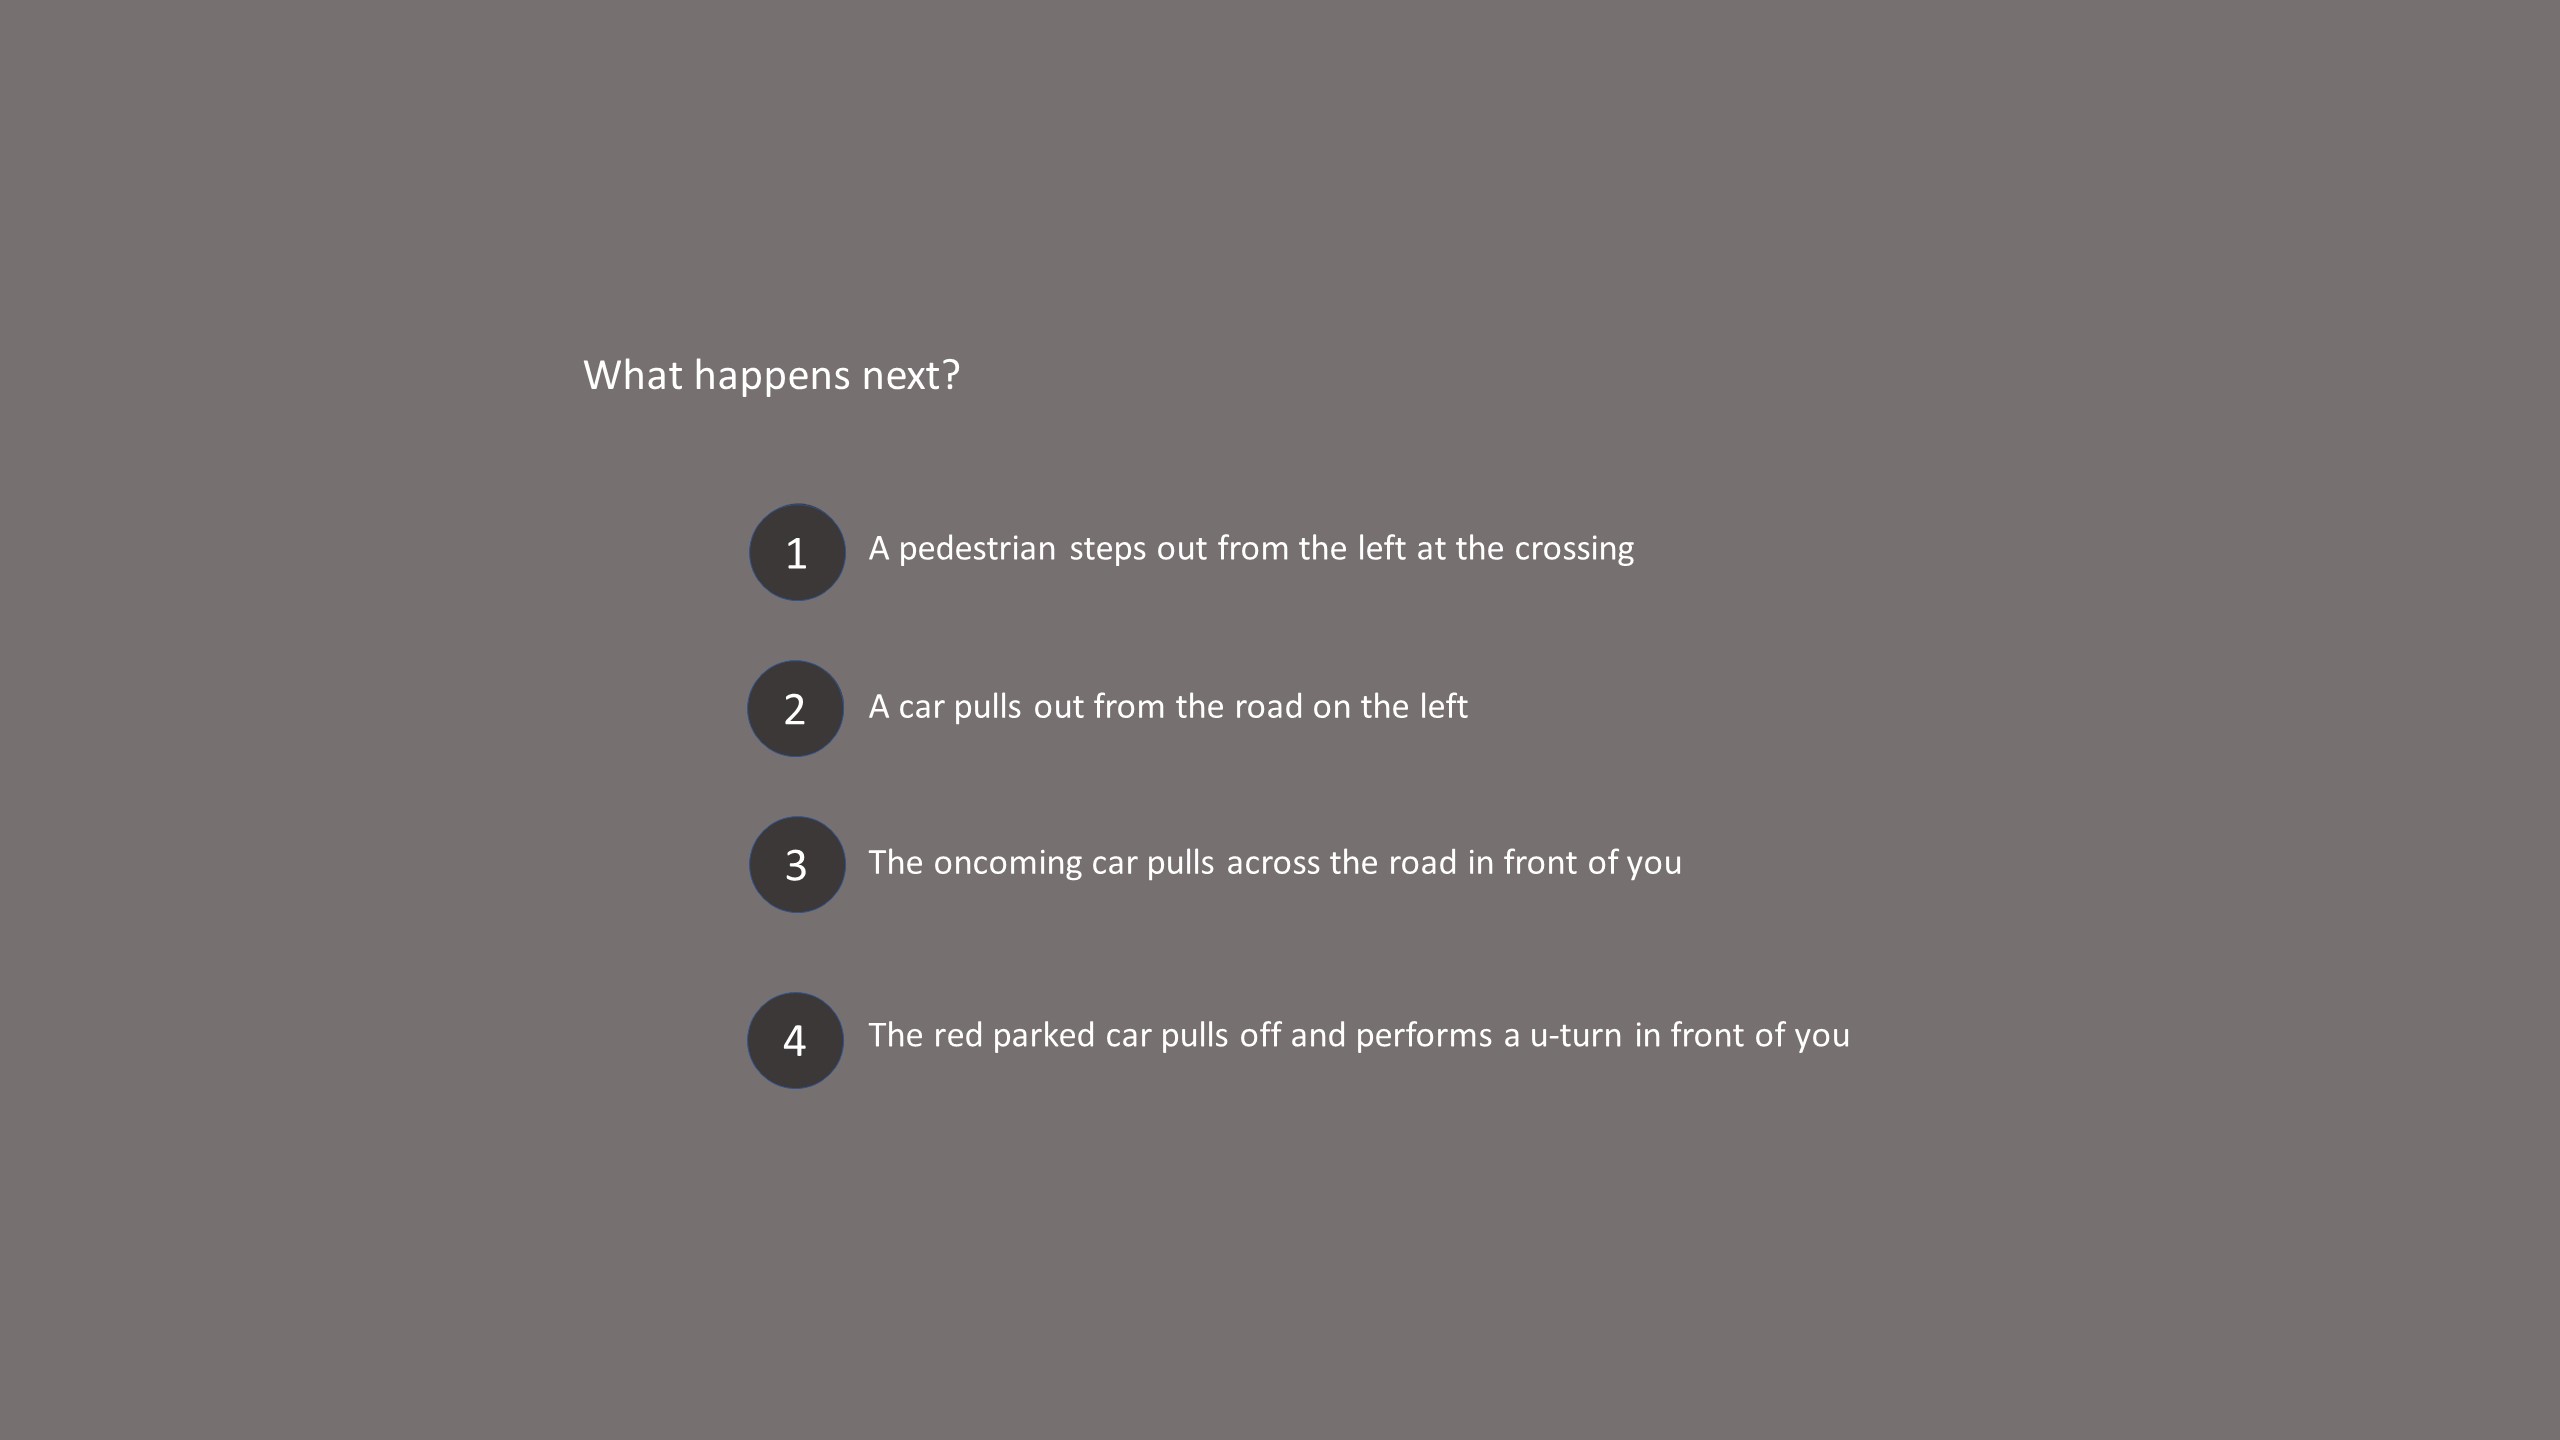 What happens next?
1 A pedestrian steps out from the left at the crossing
2 A car pulls out from the road on the left
3 The oncoming car pulls across the road in front of you
4 The red parked car pulls off and performs a u-turn in front of you